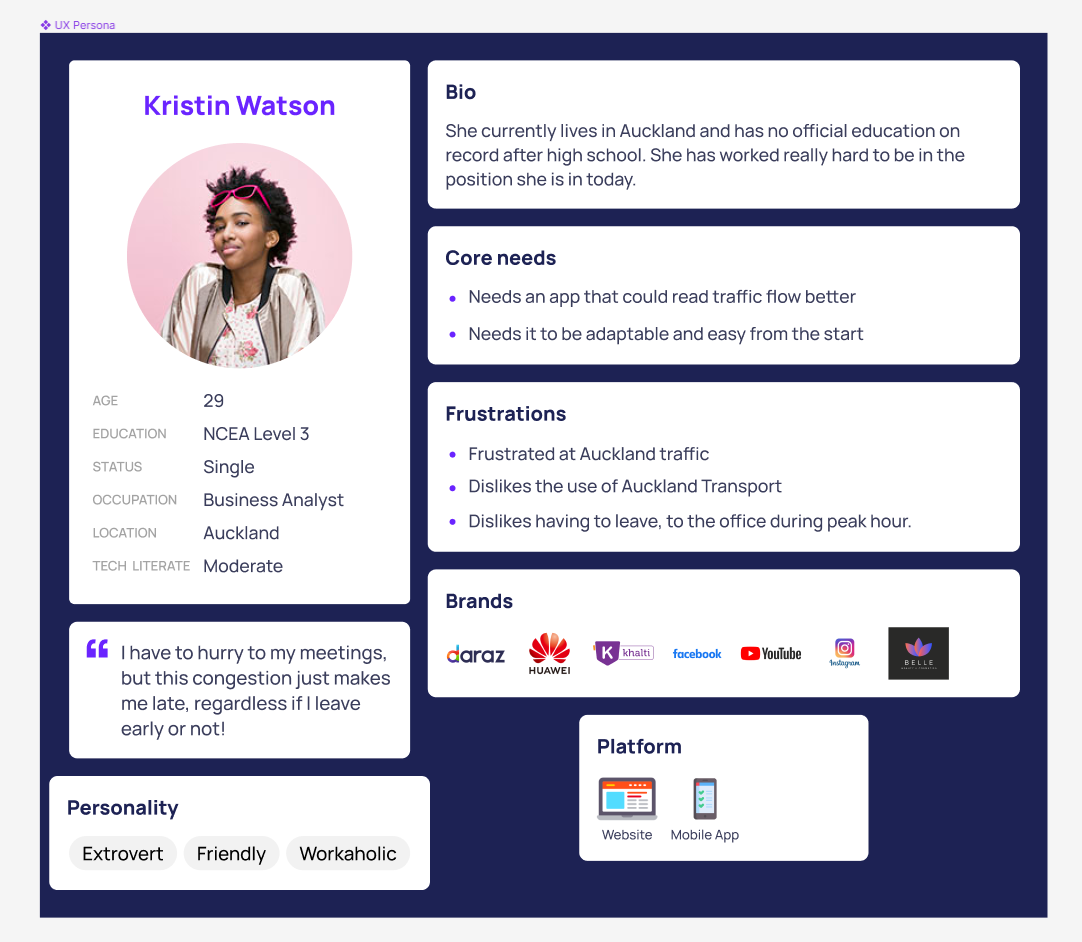 UX Persona
Kristin Watson
AGE 29
EDUCATION NCEA Level 3
STATUS Single
OCCUPATION Business Analyst
LOCATION Auckland
TECH LITERATE Moderate
I have to hurry to my meetings,
but this congestion just makes
me late, regardless if I leave
early or not!
Personality
Extrovert Friendly Workaholic
Bio
She currently lives in Auckland and has no official education on
record after high school. She has worked really hard to be in the
position she is in today.
Core needs
Needs an app that could read traffic flow better
Needs it to be adaptable and easy from the start
Frustrations
Frustrated at Auckland traffic
Dislikes the use of Auckland Transport
Dislikes having to leave, to the office during peak hour.
Brands
daraz HUAWEI K khalti facebook YouTube Instagram BELLE
Platform
Website Mobile App